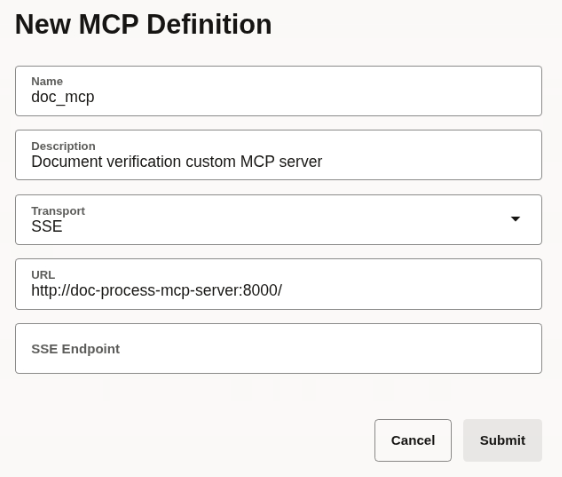 New MCP Definition
Name
doc_mcp
Description
Document verification custom MCP server
Transport
SSE
URL
http://doc-process-mcp-server:8000/
SSE Endpoint
Cancel Submit